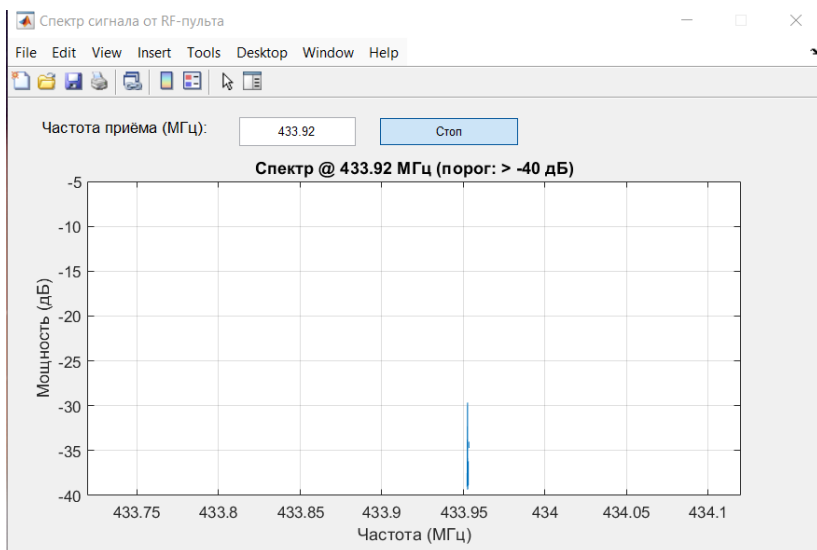 Спектр сигнала от RF-пульта
File Edit View Insert Tools Desktop Window Help
Частота приёма (МГц): 433.92 Стоп
Спектр @ 433.92 МГц (порог: > -40 дБ)
-5
-10
-15
-20
-25
-30
-35
-40
Мощность (дБ)
433.75 433.8 433.85 433.9 433.95 434 434.05 434.1
Частота (МГц)